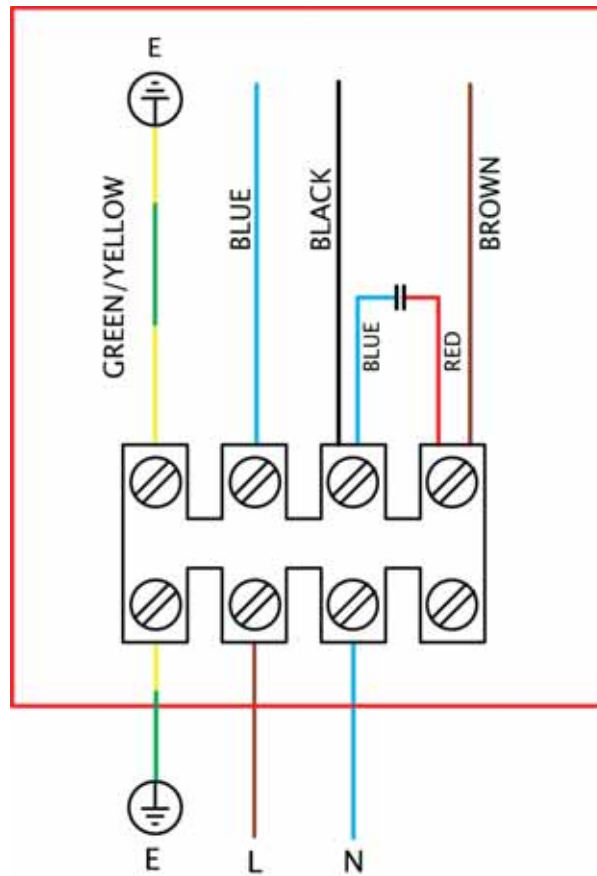 E
GREEN/YELLOW
BLUE
BLACK
BROWN
BLUE
RED
E
L
N